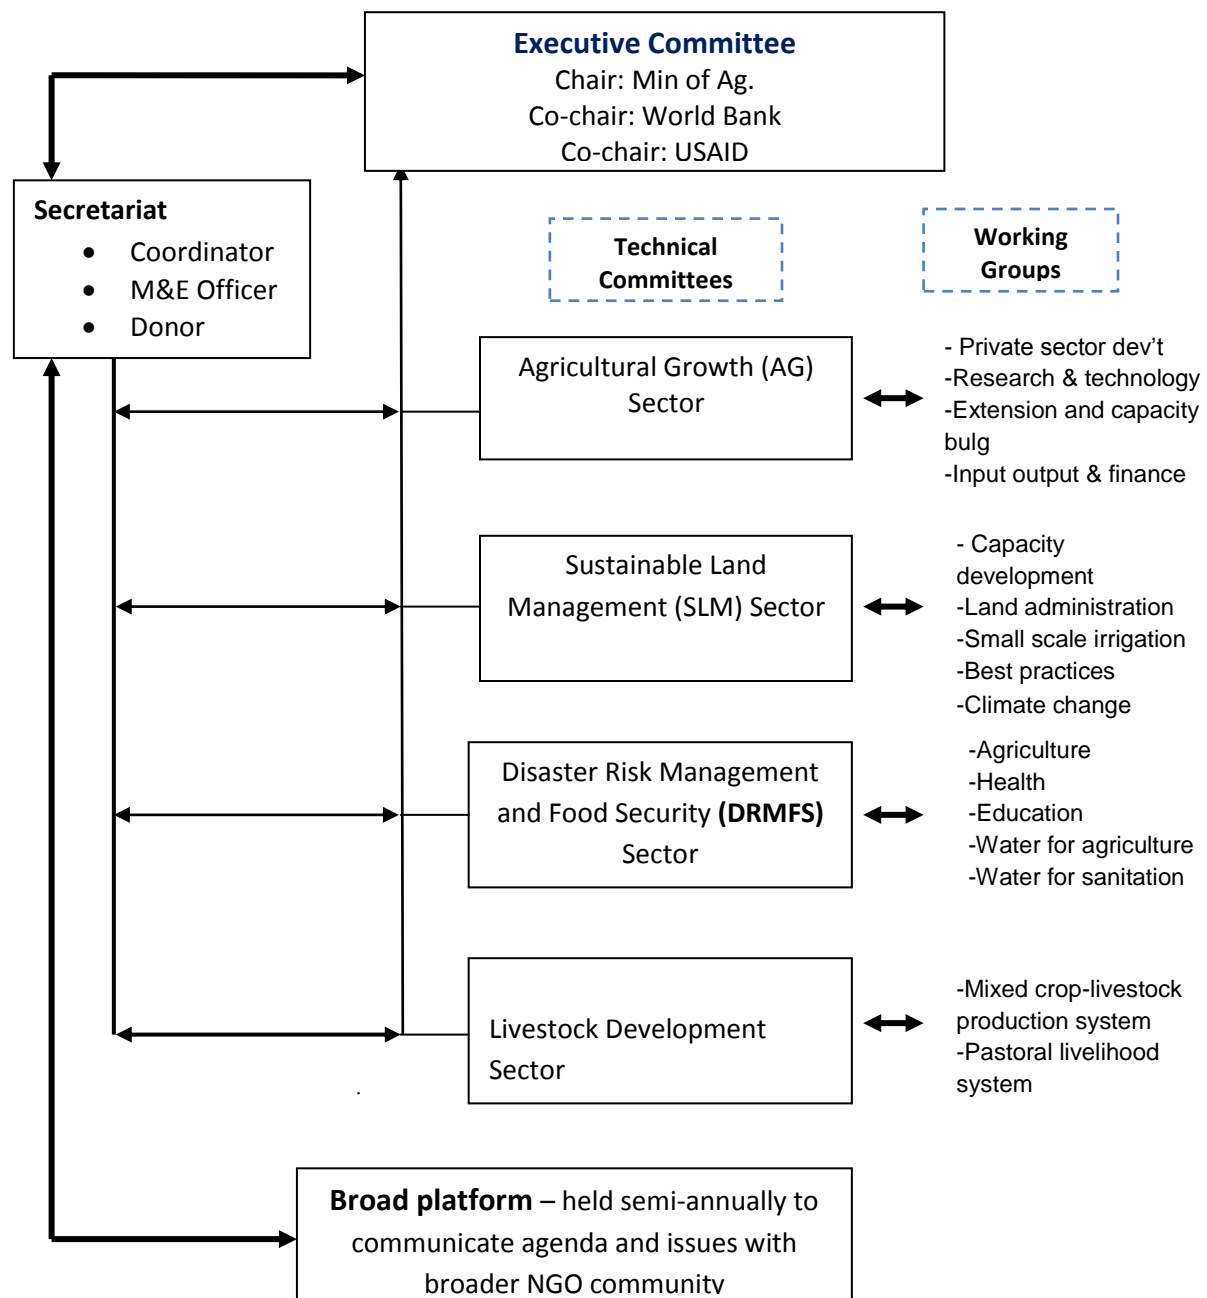 Executive Committee
Chair: Min of Ag.
Co-chair: World Bank
Co-chair: USAID
Secretariat
• Coordinator
• M&E Officer
• Donor
Technical
Committees
Working
Groups
Agricultural Growth (AG)
Sector
- Private sector dev’t
-Research & technology
-Extension and capacity
bulg
-Input output & finance
Sustainable Land
Management (SLM) Sector
- Capacity
development
-Land administration
-Small scale irrigation
-Best practices
-Climate change
Disaster Risk Management
and Food Security (DRMFS)
Sector
-Agriculture
-Health
-Education
-Water for agriculture
-Water for sanitation
Livestock Development
Sector
-Mixed crop-livestock
production system
-Pastoral livelihood
system
.
Broad platform – held semi-annually to
communicate agenda and issues with
broader NGO community